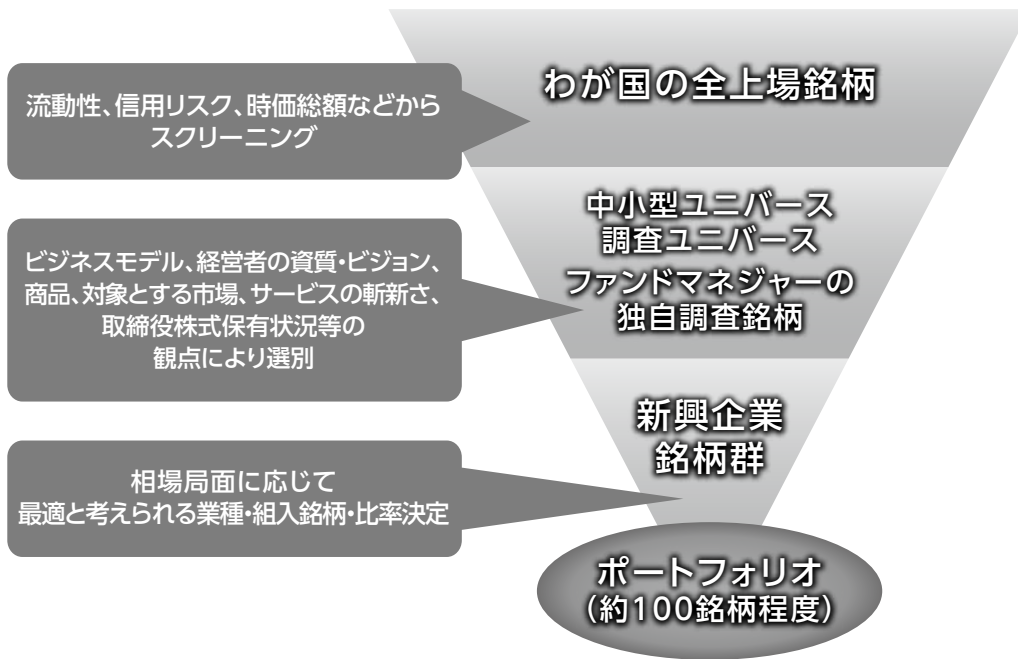 わが国の全上場銘柄
流動性、信用リスク、時価総額などから
スクリーニング
中小型ユニバース
調査ユニバース
ファンドマネジャーの
独自調査銘柄
ビジネスモデル、経営者の資質・ビジョン、
商品、対象とする市場、サービスの斬新さ、
取締役株式保有状況等の
観点により選別
新興企業
銘柄群
相場局面に応じて
最適と考えられる業種・組入銘柄・比率決定
ポートフォリオ
（約100銘柄程度）